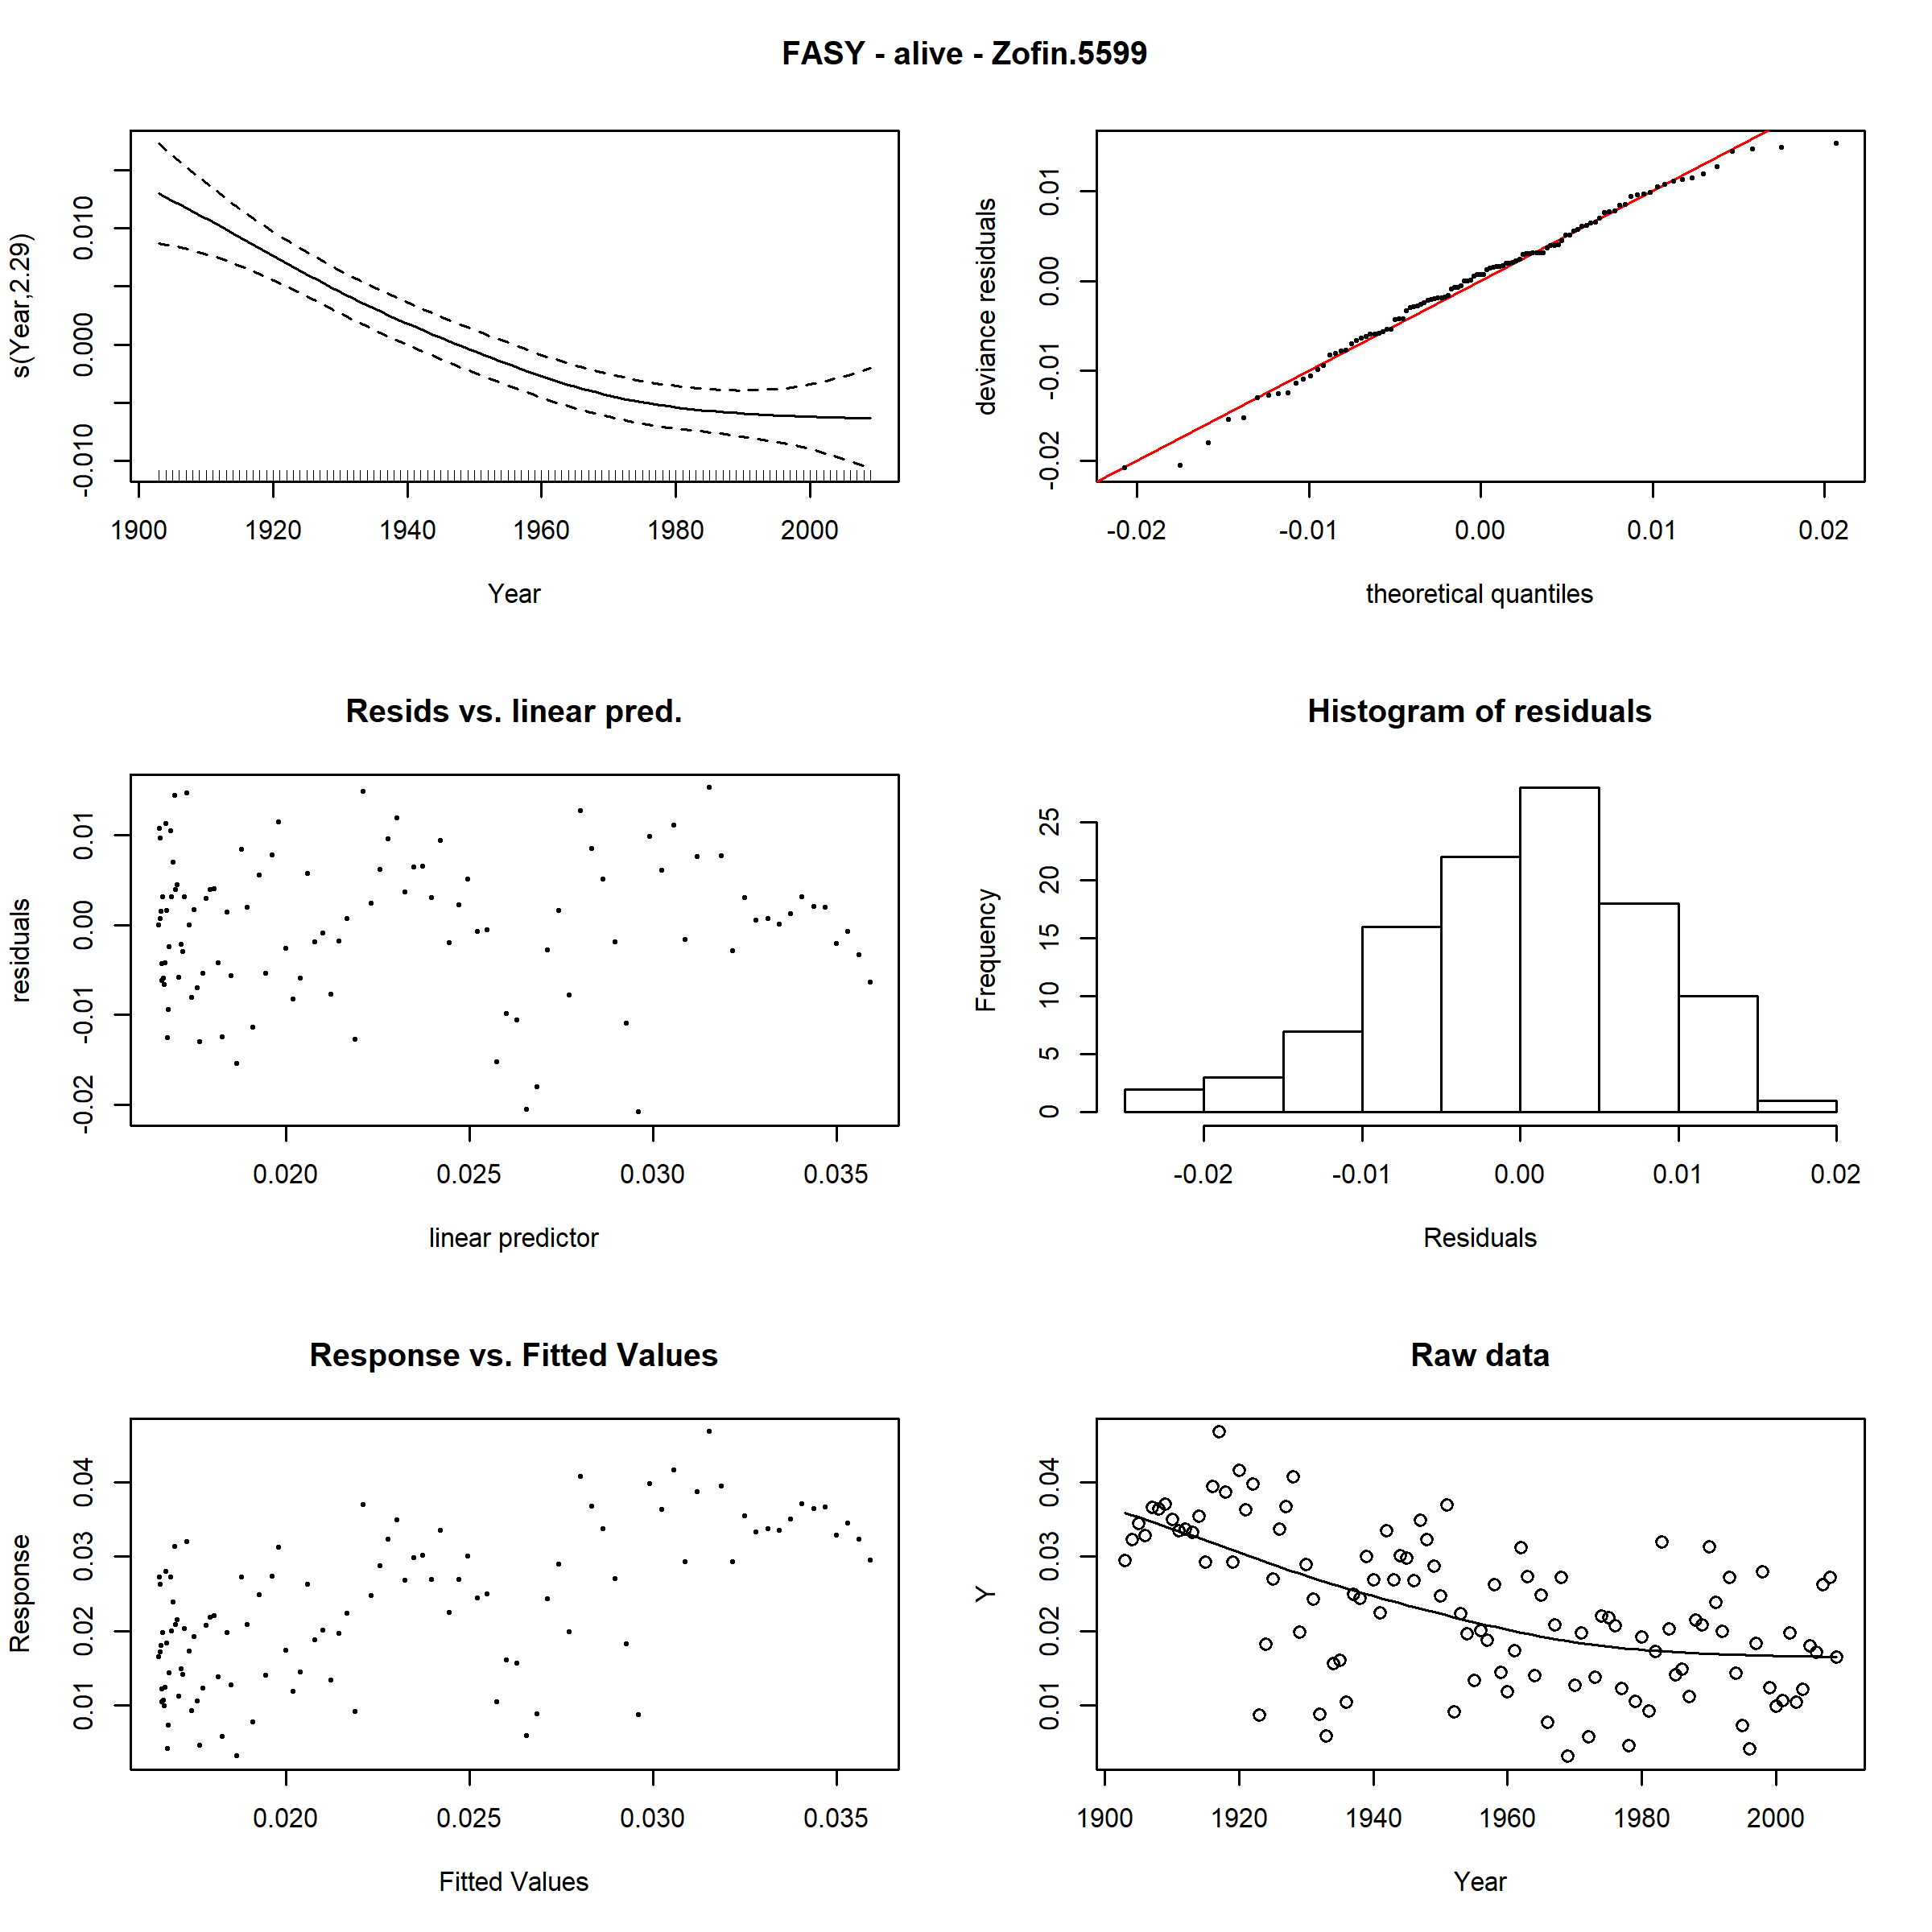 FASY - alive - Zofin.5599
s(Year,2.29)
-0.010 0.000 0.010
1900 1920 1940 1960 1980 2000
Year
deviance residuals
-0.02 -0.01 0.00 0.01
-0.02 -0.01 0.00 0.01 0.02
theoretical quantiles
Resids vs. linear pred.
residuals
-0.02 -0.01 0.00 0.01
0.020 0.025 0.030 0.035
linear predictor
Histogram of residuals
Frequency
0 5 10 15 20 25
-0.02 -0.01 0.00 0.01 0.02
Residuals
Response vs. Fitted Values
Response
0.01 0.02 0.03 0.04
0.020 0.025 0.030 0.035
Fitted Values
Raw data
Y
0.01 0.02 0.03 0.04
1900 1920 1940 1960 1980 2000
Year